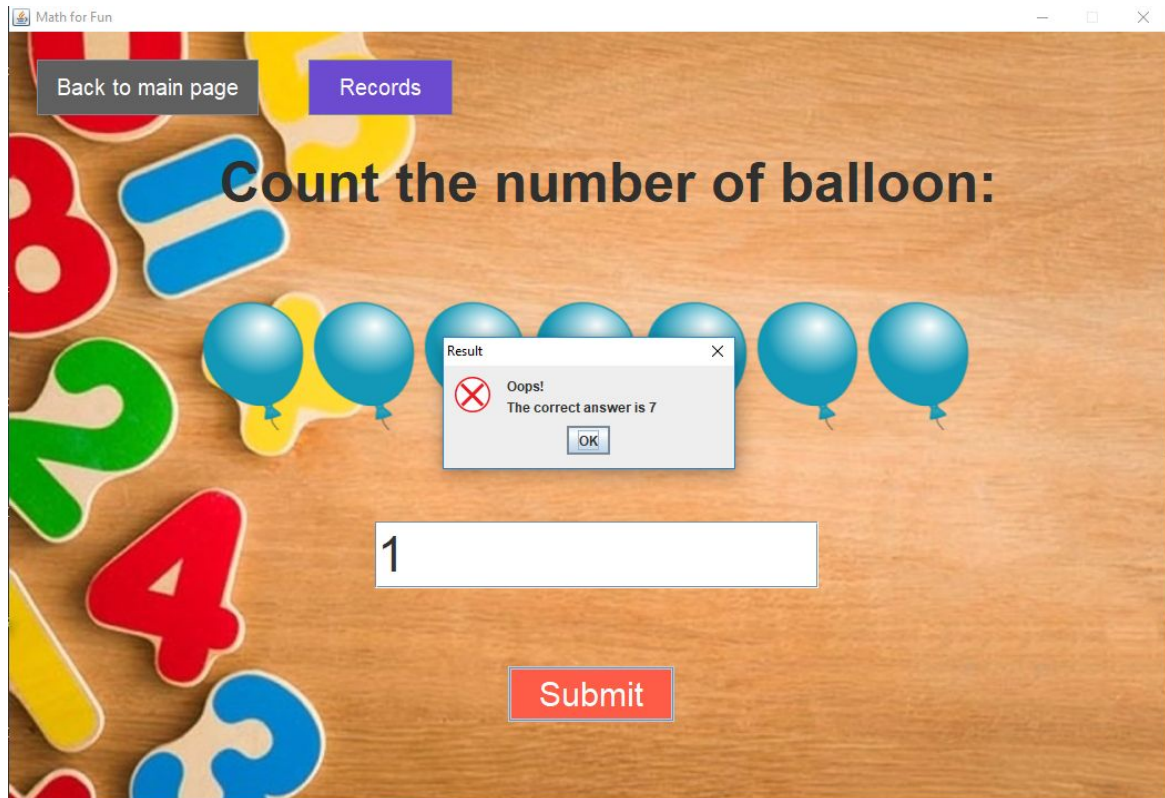 Math for Fun
Back to main page
Records
Count the number of balloon:
Result
Oops!
The correct answer is 7
OK
1
Submit